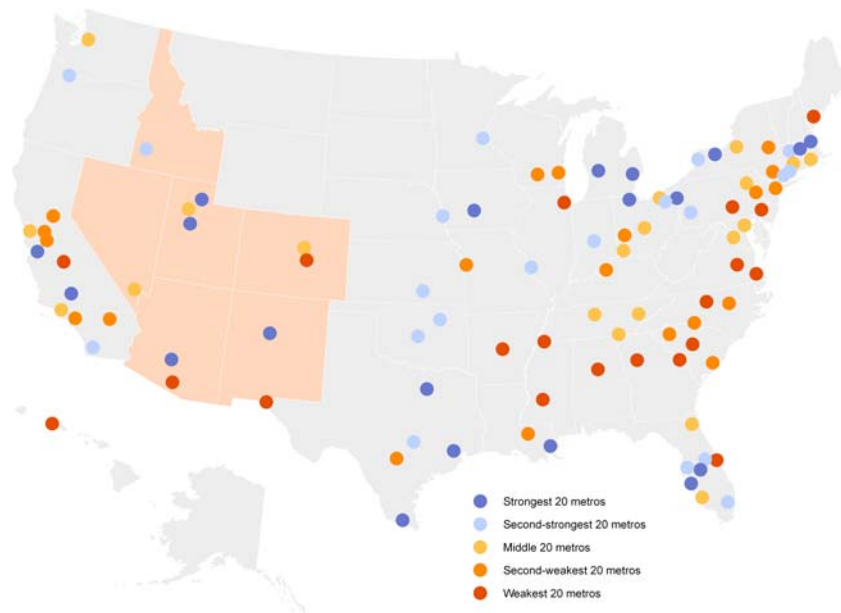 Strongest 20 metros
Second-strongest 20 metros
Middle 20 metros
Second-weakest 20 metros
Weakest 20 metros